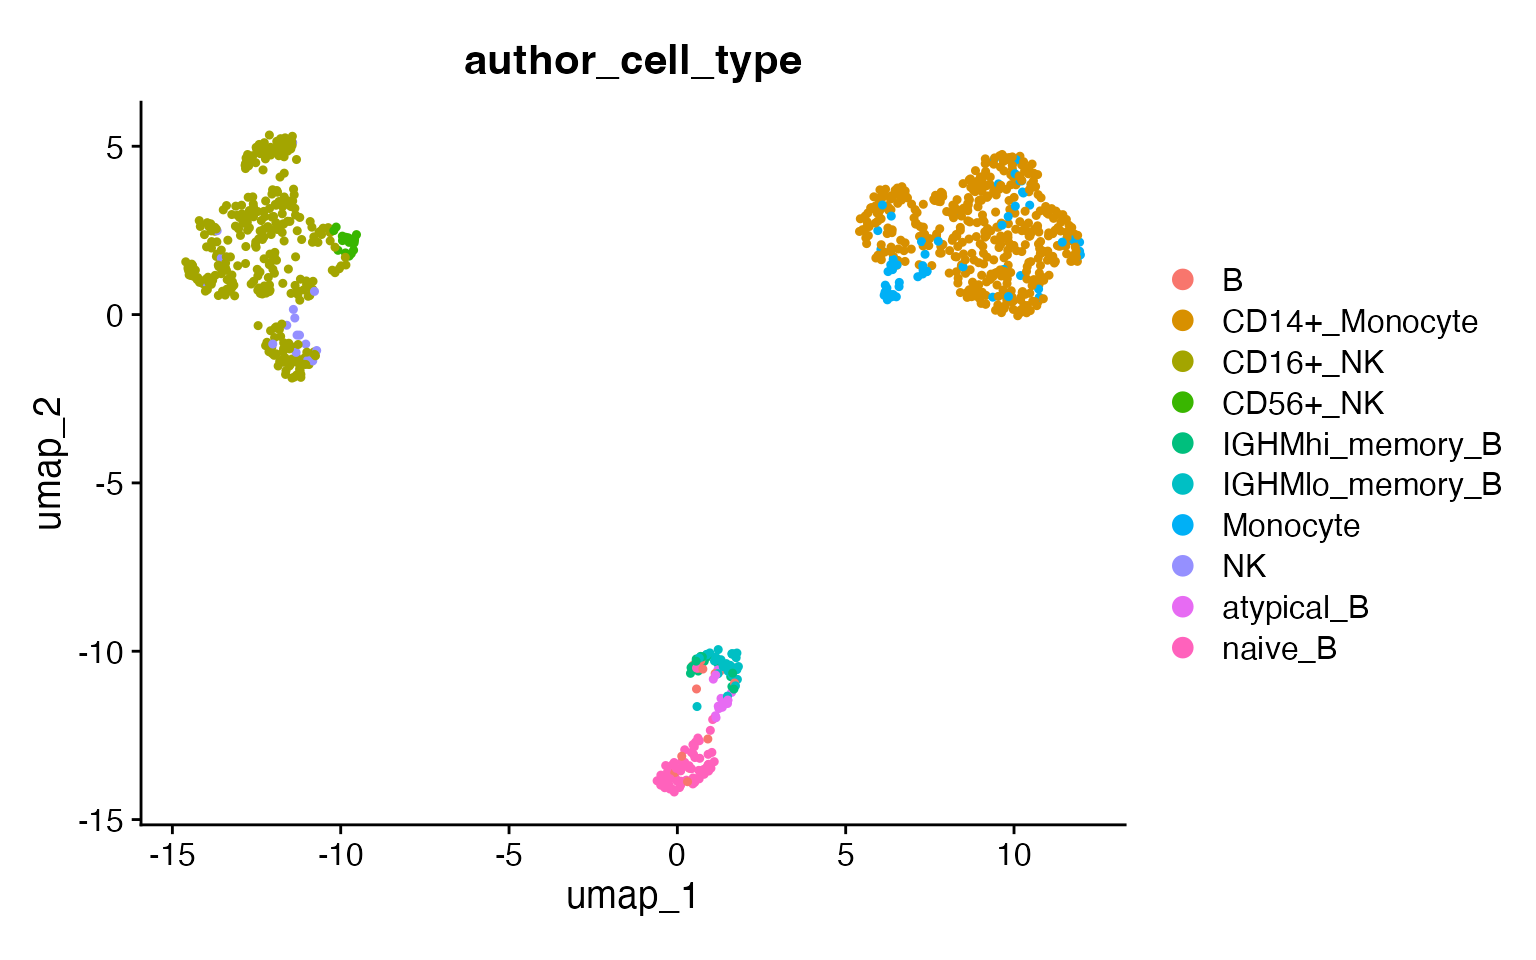 author_cell_type
5
0
-5
-10
-15
umap_2
-15
-10
-5
0
5
10
umap_1
B
CD14+_Monocyte
CD16+_NK
CD56+_NK
IGHMhi_memory_B
IGHMlo_memory_B
Monocyte
NK
atypical_B
naive_B